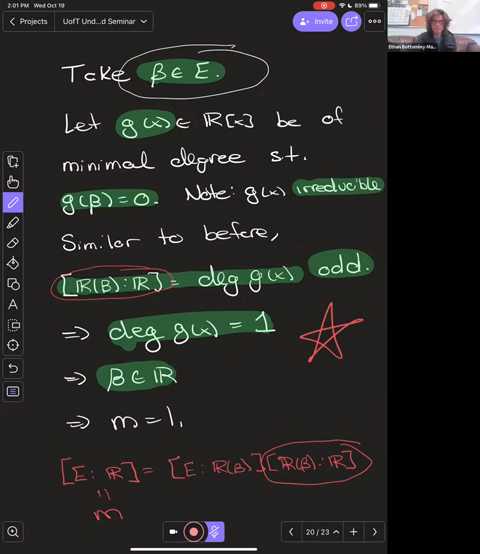 2:01 PM Wed Oct 19
89%
Projects
UofT Und...d Seminar
Invite
Ethan Bottomley-Ma...
Take β ∈ E.
Let g(x) ∈ ℝ[x] be of
minimal degree s.t.
g(β) = 0. Note: g(x) irreducible
Similar to before,
[ℝ(β):ℝ] = deg g(x) odd.
⇒ deg g(x) = 1
⇒ β ∈ ℝ
⇒ m = 1.
[E:ℝ] = [E:ℝ(β)][ℝ(β):ℝ]
=
m
A
20/23